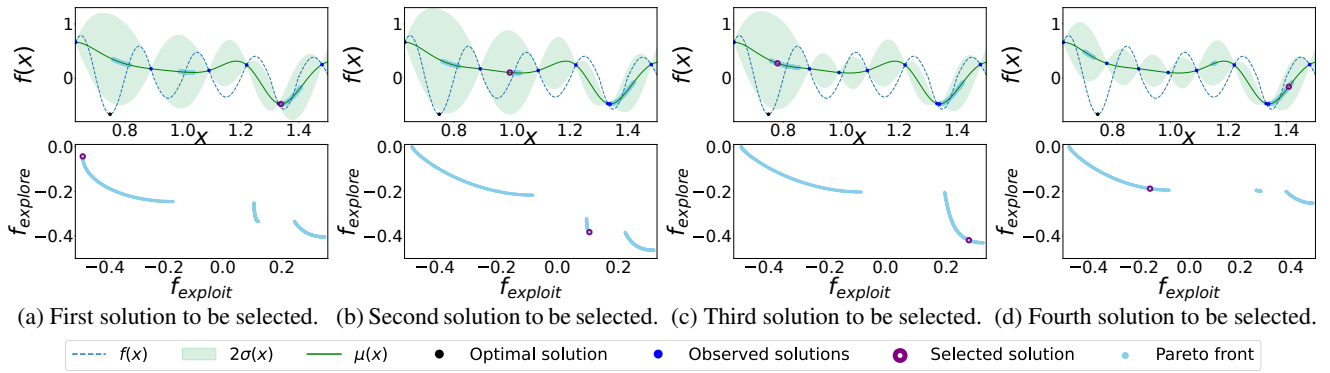 1
0
f(x)
0.8 1.0 1.2 1.4
x
0.0
−0.2
−0.4
f_explore
−0.4 −0.2 0.0 0.2
f_exploit
(a) First solution to be selected.
1
0
f(x)
0.8 1.0 1.2 1.4
x
0.0
−0.2
−0.4
f_explore
−0.4 −0.2 0.0 0.2
f_exploit
(b) Second solution to be selected.
1
0
f(x)
0.8 1.0 1.2 1.4
x
0.0
−0.2
−0.4
f_explore
−0.4 −0.2 0.0 0.2
f_exploit
(c) Third solution to be selected.
1
0
f(x)
0.8 1.0 1.2 1.4
x
0.0
−0.2
−0.4
f_explore
−0.4 −0.2 0.0 0.2 0.4
f_exploit
(d) Fourth solution to be selected.
f(x) 2σ(x) μ(x) Optimal solution Observed solutions Selected solution Pareto front